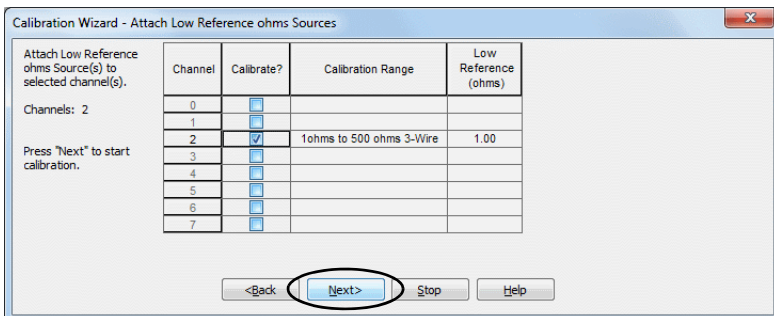 Calibration Wizard - Attach Low Reference ohms Sources
X
Attach Low Reference
ohms Source(s) to
selected channel(s).
Channels: 2
Press "Next" to start
calibration.
Channel Calibrate? Calibration Range Low Reference (ohms)
0
1
2 1ohms to 500 ohms 3-Wire 1.00
3
4
5
6
7
<Back Next> Stop Help